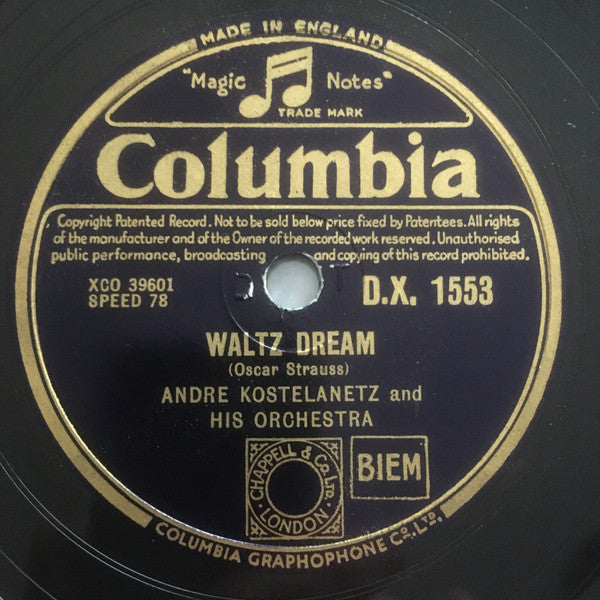 MADE IN ENGLAND
"Magic Notes"
TRADE MARK
Columbia
Copyright Patented Record. Not to be sold below price fixed by Patentees. All rights
of the manufacturer and of the Owner of the recorded work reserved. Unauthorised
public performance, broadcasting and copying of this record prohibited.
XCO 39601
SPEED 78
D.X. 1553
WALTZ DREAM
(Oscar Strauss)
ANDRE KOSTELANETZ and
HIS ORCHESTRA
CHAPPELL & Co. Ltd.
LONDON
BIEM
COLUMBIA GRAPHOPHONE Co. LTD.